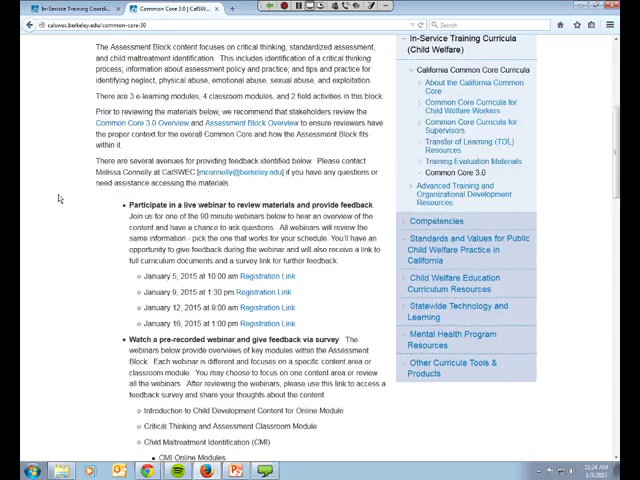 In-Service Training Coordi...
Common Core 3.0 | CalSW...
calswec.berkeley.edu/common-core-30
Search
The Assessment Block content focuses on critical thinking, standardized assessment,
and child maltreatment identification. This includes identification of a critical thinking
process; information about assessment policy and practice; and tips and practice for
identifying neglect, physical abuse, emotional abuse, sexual abuse, and exploitation
There are 3 e-learning modules, 4 classroom modules, and 2 field activities in this block
Prior to reviewing the materials below, we recommend that stakeholders review the
Common Core 3.0 Overview and Assessment Block Overview to ensure reviewers have
the proper context for the overall Common Core and how the Assessment Block fits
within it.
There are several avenues for providing feedback identified below. Please contact
Melissa Connelly at CalSWEC [mconnelly@berkeley.edu] if you have any questions or
need assistance accessing the materials
• Participate in a live webinar to review materials and provide feedback
Join us for one of the 90 minute webinars below to hear an overview of the
content and have a chance to ask questions. All webinars will review the
same information - pick the one that works for your schedule. You'll have an
opportunity to give feedback during the webinar and will also receive a link to
full curriculum documents and a survey link for further feedback.
January 5, 2015 at 10:00 am Registration Link
January 9, 2015 at 1:30 pm Registration Link
January 12, 2015 at 9:00 am Registration Link
January 16, 2015 at 1:00 pm Registration Link
• Watch a pre-recorded webinar and give feedback via survey The
webinars below provide overviews of key modules within the Assessment
Block. Each webinar is different and focuses on a specific content area or
classroom module. You may choose to focus on one content area or review
all the webinars. After reviewing the webinars, please use this link to access a
feedback survey and share your thoughts about the content.
Introduction to Child Development Content for Online Module
Critical Thinking and Assessment Classroom Module
Child Maltreatment Identification (CMI)
CMI Online Modules
In-Service Training Curricula
(Child Welfare)
California Common Core Curricula
About the California Common
Core
Common Core Curricula for
Child Welfare Workers
Common Core Curricula for
Supervisors
Transfer of Learning (TOL)
Resources
Training Evaluation Materials
Common Core 3.0
Advanced Training and
Organizational Development
Resources
Competencies
Standards and Values for Public
Child Welfare Practice in
California
Child Welfare Education
Curriculum Resources
Statewide Technology and
Learning
Mental Health Program
Resources
Other Curricula Tools &
Products
11:24 AM
1/3/2015